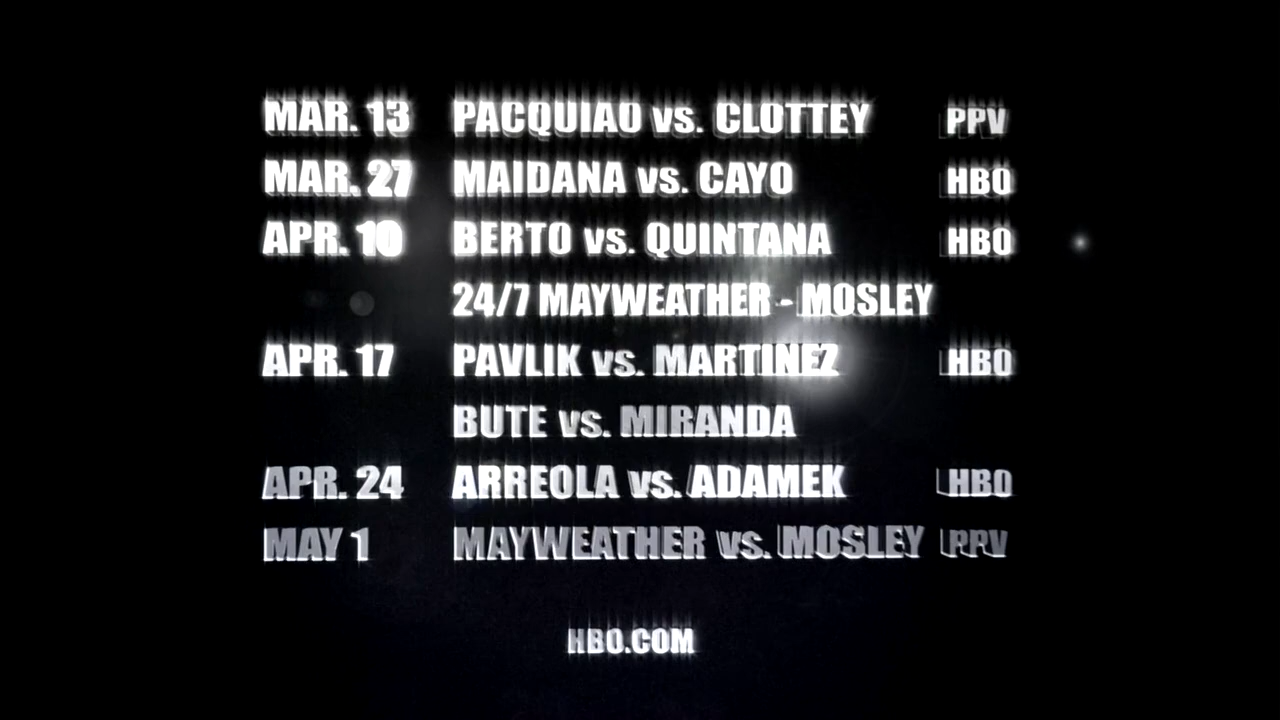 MAR. 13 PACQUIAO vs. CLOTTEY PPV
MAR. 27 MAIDANA vs. CAYO HBO
APR. 10 BERTO vs. QUINTANA HBO
24/7 MAYWEATHER - MOSLEY
APR. 17 PAVLIK vs. MARTINEZ HBO
BUTE vs. MIRANDA
APR. 24 ARREOLA vs. ADAMEK HBO
MAY 1 MAYWEATHER vs. MOSLEY PPV
HBO.COM